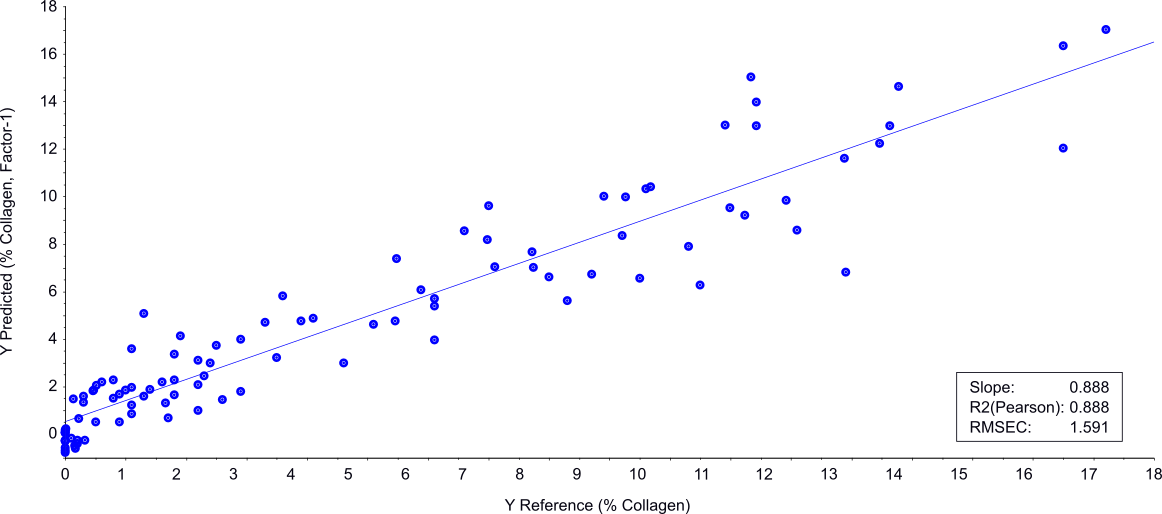 18
16
14
12
10
8
6
4
2
0
Y Predicted (% Collagen, Factor-1)
Slope: 0.888
R2(Pearson): 0.888
RMSEC: 1.591
0 1 2 3 4 5 6 7 8 9 10 11 12 13 14 15 16 17 18
Y Reference (% Collagen)